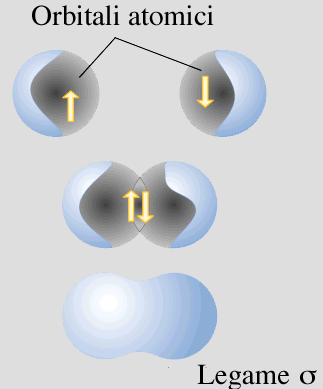 Orbitali atomici
Legame σ